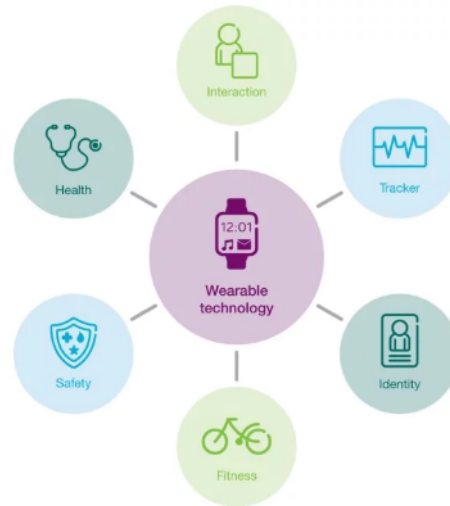 Interaction
Health
Tracker
12:01
Wearable
technology
Safety
Identity
Fitness